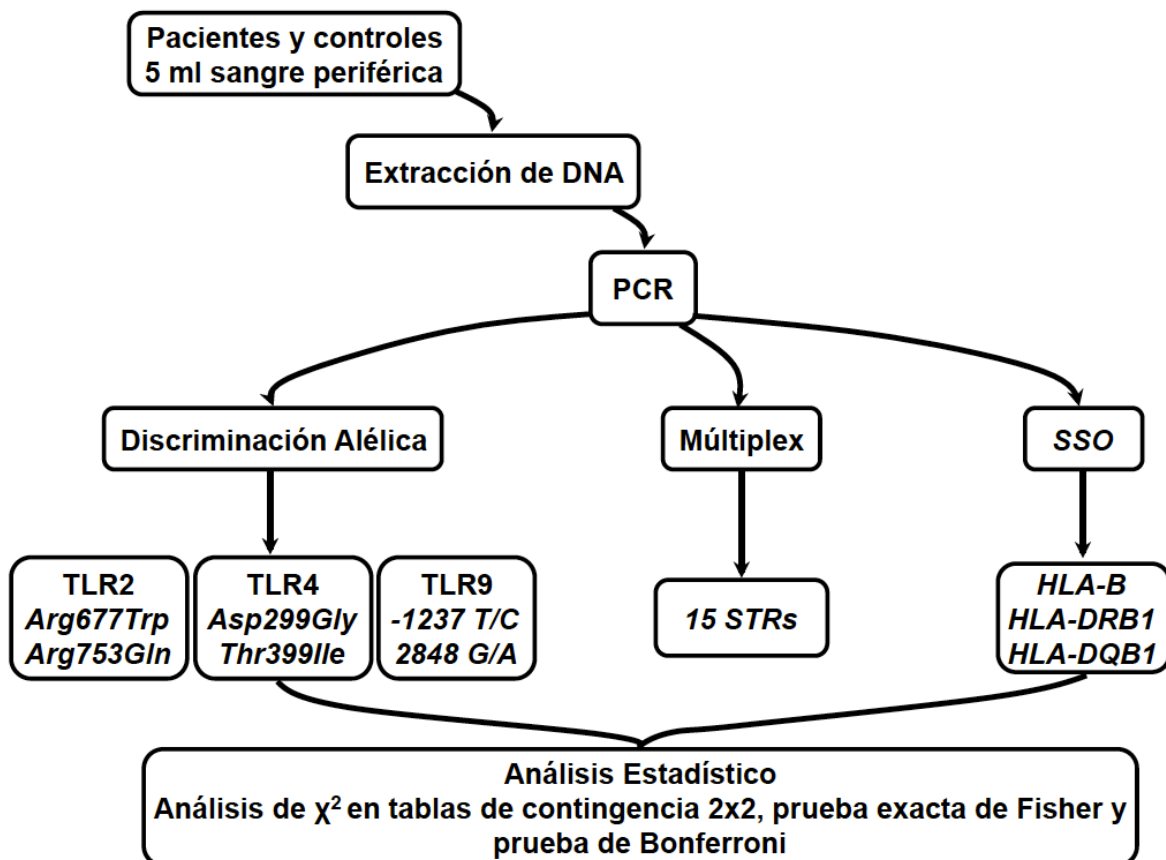 Pacientes y controles
5 ml sangre periférica
Extracción de DNA
PCR
Discriminación Alélica
Múltiplex
SSO
TLR2
Arg677Trp
Arg753Gln
TLR4
Asp299Gly
Thr399Ile
TLR9
-1237 T/C
2848 G/A
15 STRs
HLA-B
HLA-DRB1
HLA-DQB1
Análisis Estadístico
Análisis de χ² en tablas de contingencia 2x2, prueba exacta de Fisher y
prueba de Bonferroni